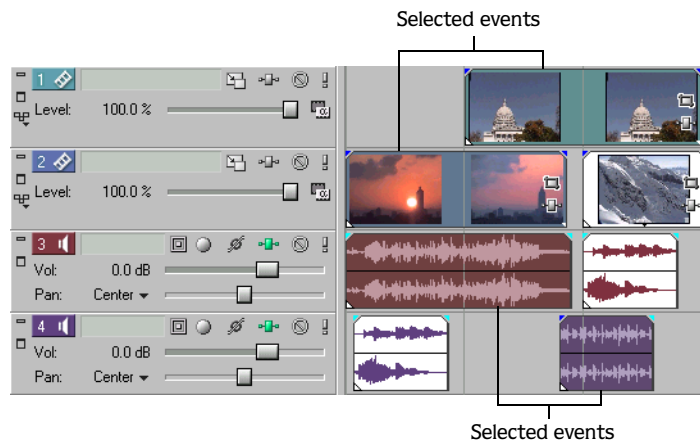 Selected events
1
Level: 100.0 %
2
Level: 100.0 %
3
Vol: 0.0 dB
Pan: Center
4
Vol: 0.0 dB
Pan: Center
Selected events